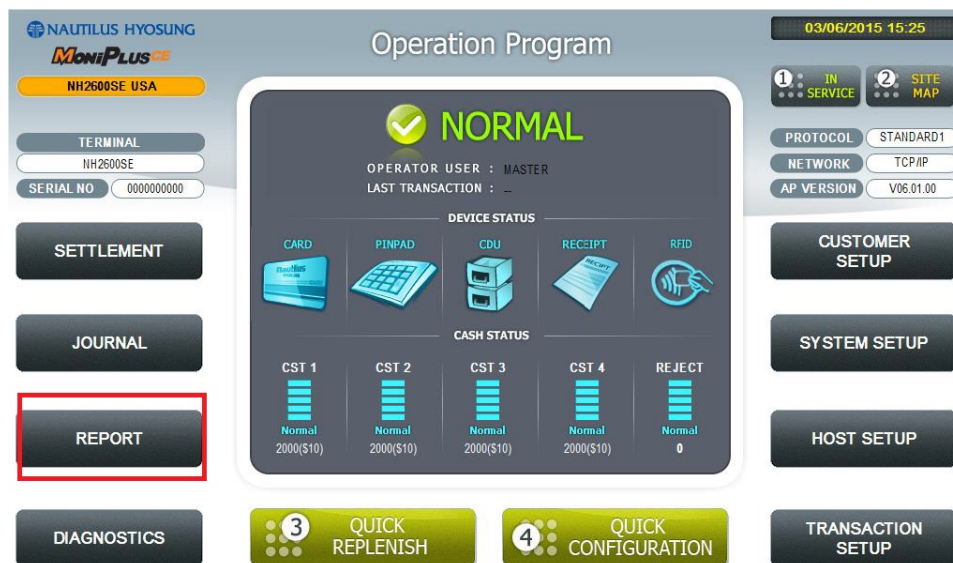 NAUTILUS HYOSUNG
MoniPlusCE
NH2600SE USA
Operation Program
03/06/2015 15:25
1 IN SERVICE
2 SITE MAP
TERMINAL
NH2600SE
SERIAL NO 0000000000
PROTOCOL STANDARD1
NETWORK TCP/IP
AP VERSION V06.01.00
NORMAL
OPERATOR USER : MASTER
LAST TRANSACTION : _
DEVICE STATUS
CARD PINPAD CDU RECEIPT RFID
Nautilus
RECIPT
CASH STATUS
CST 1 CST 2 CST 3 CST 4 REJECT
Normal Normal Normal Normal Normal
2000($10) 2000($10) 2000($10) 2000($10) 0
SETTLEMENT
JOURNAL
REPORT
DIAGNOSTICS
CUSTOMER
SETUP
SYSTEM SETUP
HOST SETUP
TRANSACTION
SETUP
3 QUICK
REPLENISH
4 QUICK
CONFIGURATION